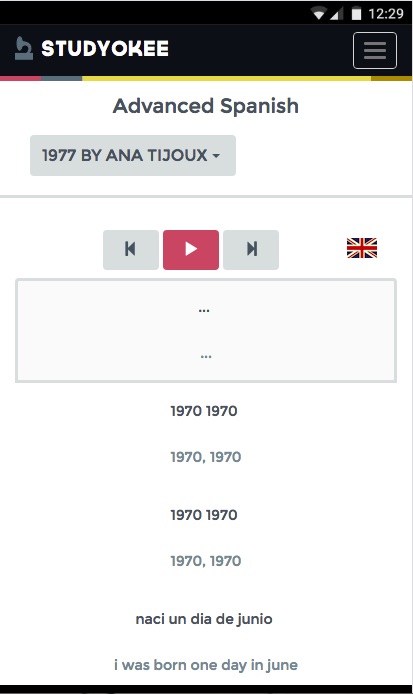 12:29
STUDYOKEE
Advanced Spanish
1977 BY ANA TIJOUX
...
...
1970 1970
1970, 1970
1970 1970
1970, 1970
naci un dia de junio
i was born one day in june